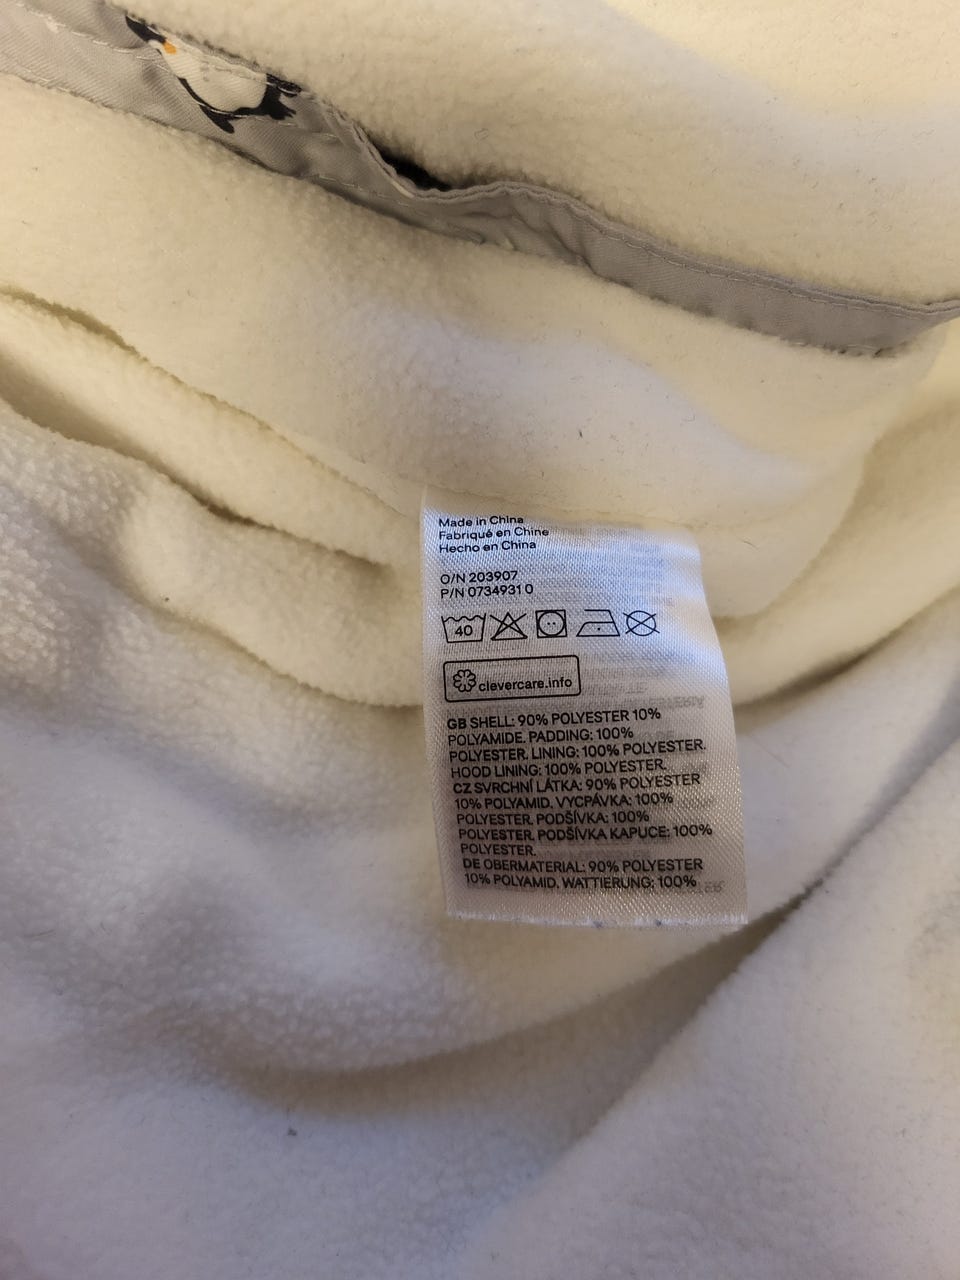 Made in China
Fabriqué en Chine
Hecho en China
O/N 203907
P/N 0734931 0
40
clevercare.info
GB SHELL: 90% POLYESTER 10%
POLYAMIDE. PADDING: 100%
POLYESTER. LINING: 100% POLYESTER.
HOOD LINING: 100% POLYESTER.
CZ SVRCHNÍ LÁTKA: 90% POLYESTER
10% POLYAMID. VYCPÁVKA: 100%
POLYESTER. PODŠÍVKA: 100%
POLYESTER. PODŠÍVKA KAPUCE: 100%
POLYESTER.
DE OBERMATERIAL: 90% POLYESTER
10% POLYAMID. WATTIERUNG: 100%